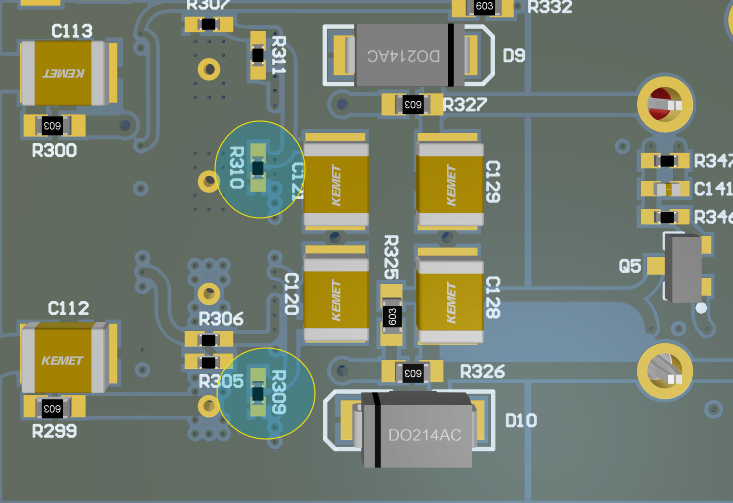 R307
603
R332
C113
R311
DO214AC
D9
KEMET
603
R327
603
R300
R310
C121
KEMET
KEMET
C129
R347
C141
R346
R325
Q5
C120
KEMET
603
KEMET
C128
C112
R306
KEMET
R305
R309
603
R326
603
R299
DO214AC
D10